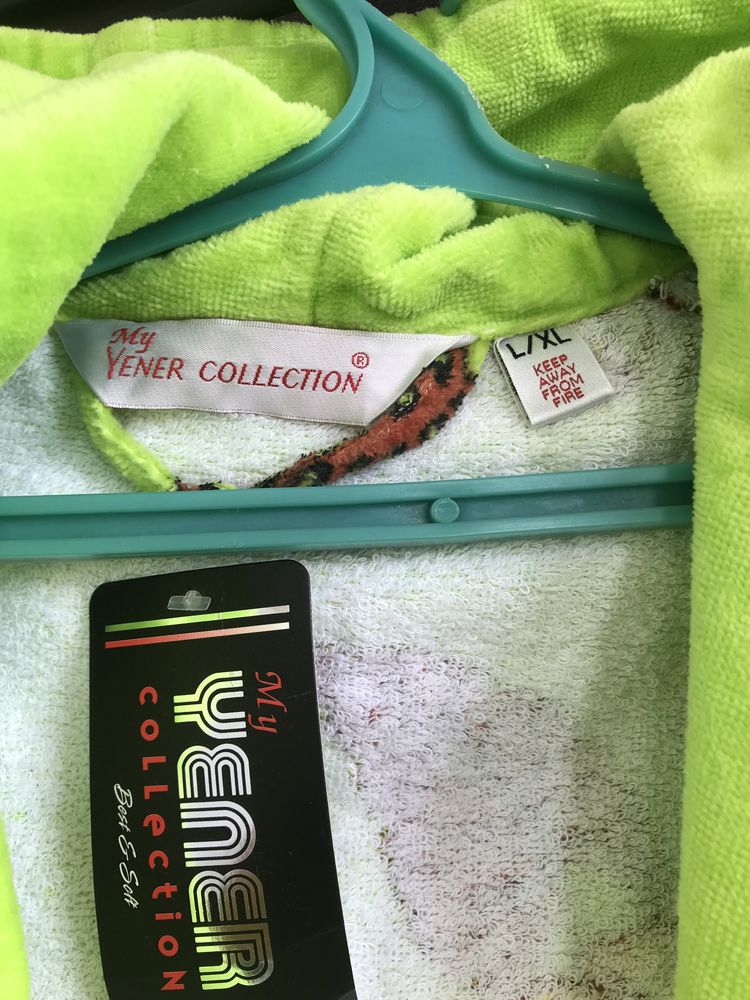 My
YENER COLLECTION®
L/XL
KEEP
AWAY
FROM
FIRE
My
YENER
COLLECTION
Best & Soft